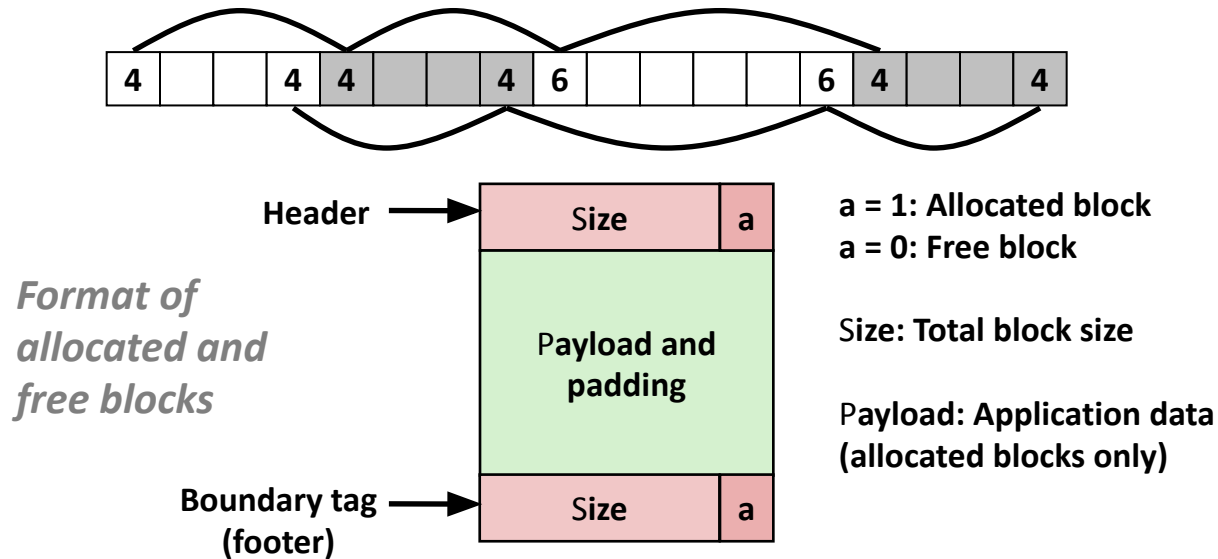 4 4 4 4 6 6 4 4
Header
Size a
a = 1: Allocated block
a = 0: Free block
Format of
allocated and
free blocks
Payload and
padding
Size: Total block size
Payload: Application data
(allocated blocks only)
Boundary tag
(footer)
Size a